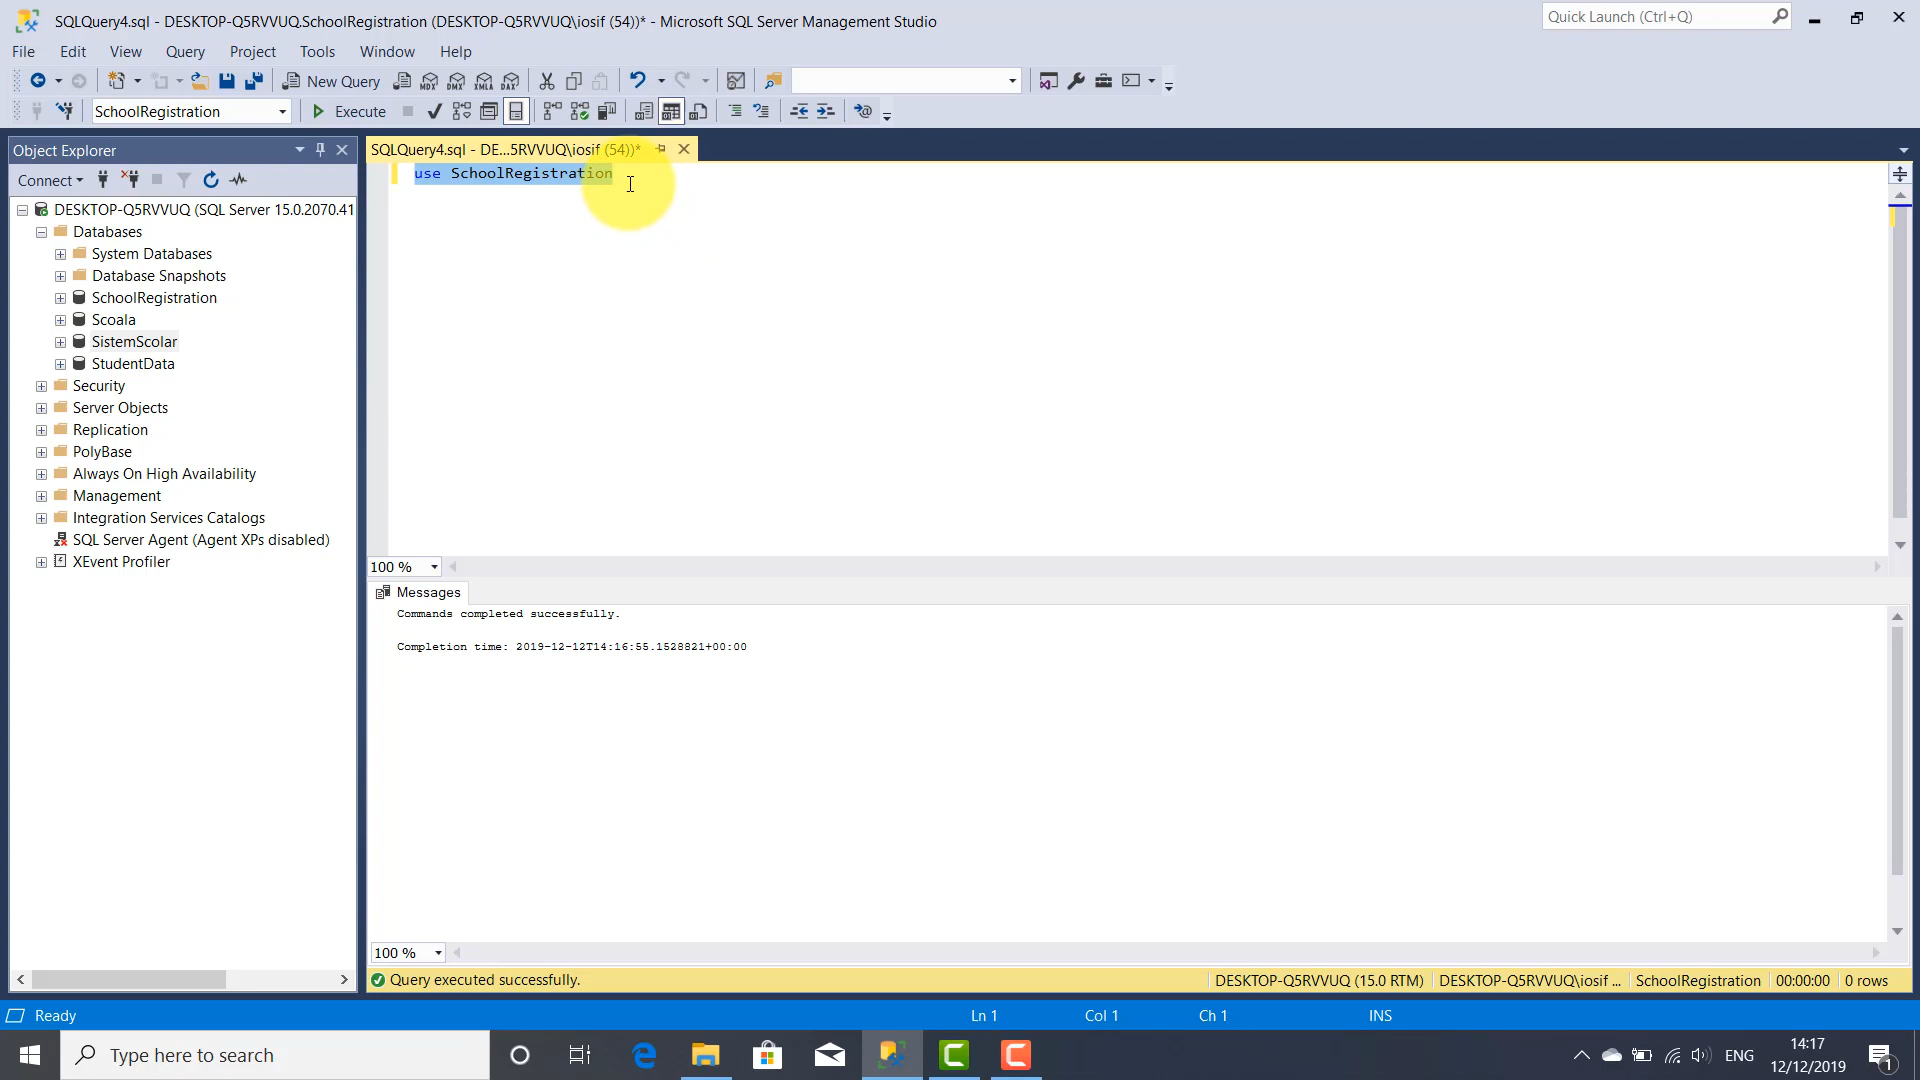 SQLQuery4.sql - DESKTOP-Q5RVVUQ.SchoolRegistration (DESKTOP-Q5RVVUQ\iosif (54))* - Microsoft SQL Server Management Studio
Quick Launch (Ctrl+Q)
File Edit View Query Project Tools Window Help
New Query MDX DMX XMLA DAX
SchoolRegistration Execute
Object Explorer
SQLQuery4.sql - DE...5RVVUQ\iosif (54))*
Connect
use SchoolRegistration
DESKTOP-Q5RVVUQ (SQL Server 15.0.2070.41
Databases
System Databases
Database Snapshots
SchoolRegistration
Scoala
SistemScolar
StudentData
Security
Server Objects
Replication
PolyBase
Always On High Availability
Management
Integration Services Catalogs
SQL Server Agent (Agent XPs disabled)
XEvent Profiler
100 %
Messages
Commands completed successfully.
Completion time: 2019-12-12T14:16:55.1528821+00:00
100 %
Query executed successfully.
DESKTOP-Q5RVVUQ (15.0 RTM) DESKTOP-Q5RVVUQ\iosif ... SchoolRegistration 00:00:00 0 rows
Ready Ln 1 Col 1 Ch 1 INS
Type here to search
ENG
14:17
12/12/2019
1